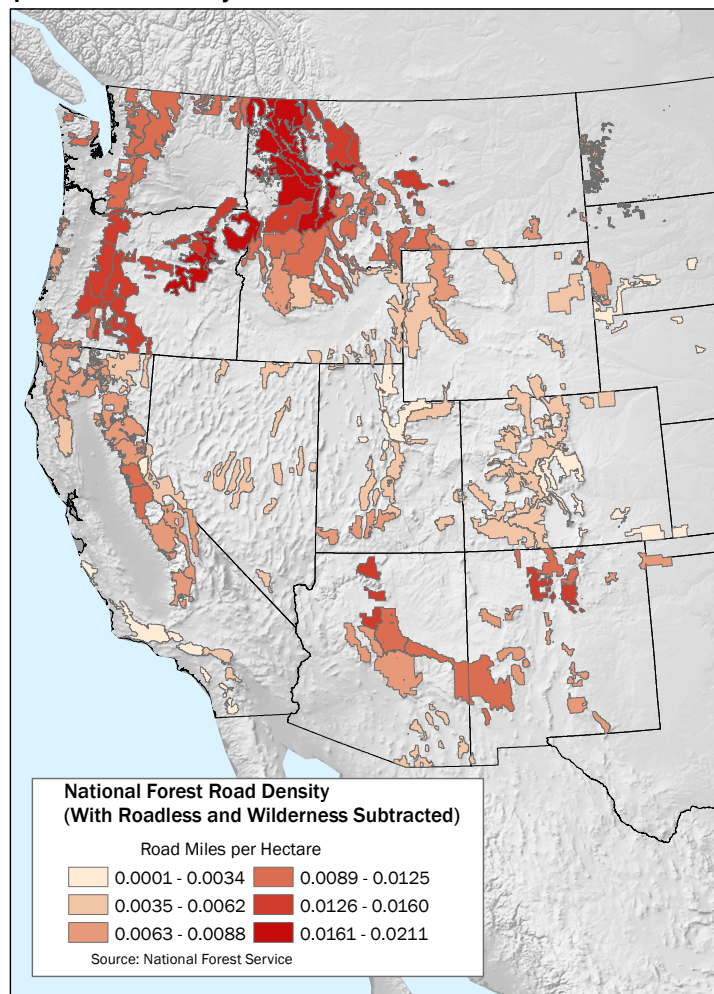 National Forest Road Density
(With Roadless and Wilderness Subtracted)
Road Miles per Hectare
0.0001 - 0.0034 0.0089 - 0.0125
0.0035 - 0.0062 0.0126 - 0.0160
0.0063 - 0.0088 0.0161 - 0.0211
Source: National Forest Service